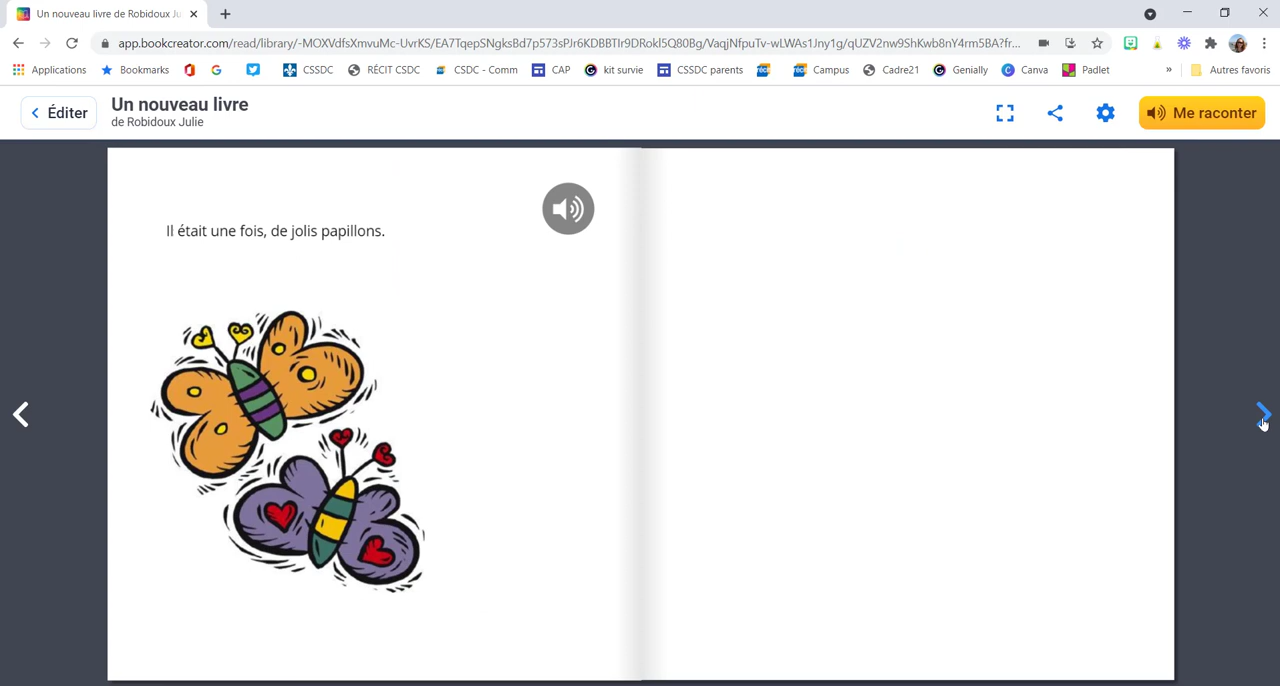 Un nouveau livre de Robidoux Ju
app.bookcreator.com/read/library/-MOXVdfsXmvuMc-UvrKS/EA7TqepSNgksBd7p573sPJr6KDBBTIr9DRokl5Q80Bg/VaqjNfpuTv-wLWAs1Jny1g/qUZV2nw9ShKwb8nY4rm5BA?fr...
Applications Bookmarks CSSDC RÉCIT CSDC CSDC - Comm CAP kit survie CSSDC parents Campus Cadre21 Genially Canva Padlet » Autres favoris
Éditer
Un nouveau livre
de Robidoux Julie
Me raconter
Il était une fois, de jolis papillons.